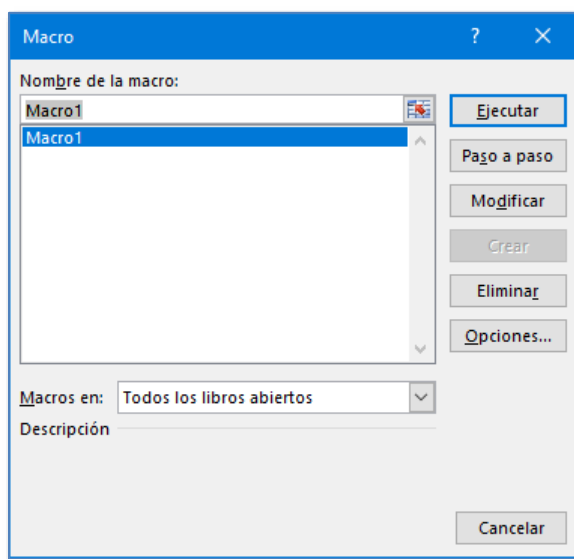 Macro
Nombre de la macro:
Macro1
Macro1
Ejecutar
Paso a paso
Modificar
Crear
Eliminar
Opciones...
Macros en: Todos los libros abiertos
Descripción
Cancelar